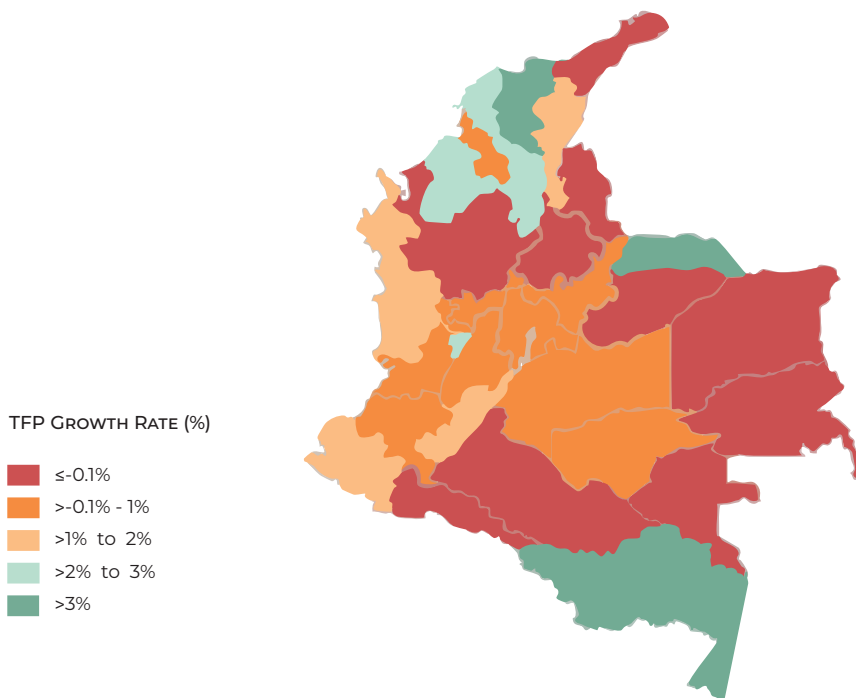 TFP GROWTH RATE (%)
≤-0.1%
>-0.1% - 1%
>1% to 2%
>2% to 3%
>3%